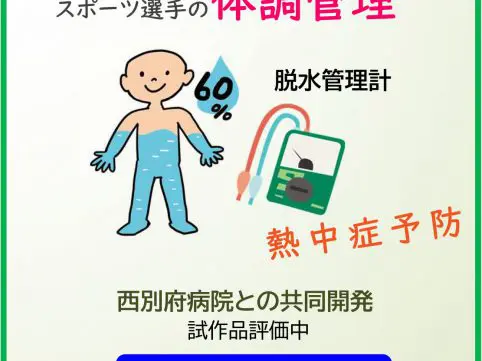 スポーツ選手の体調管理
60%
脱水管理計
熱中症予防
西別府病院との共同開発
試作品評価中